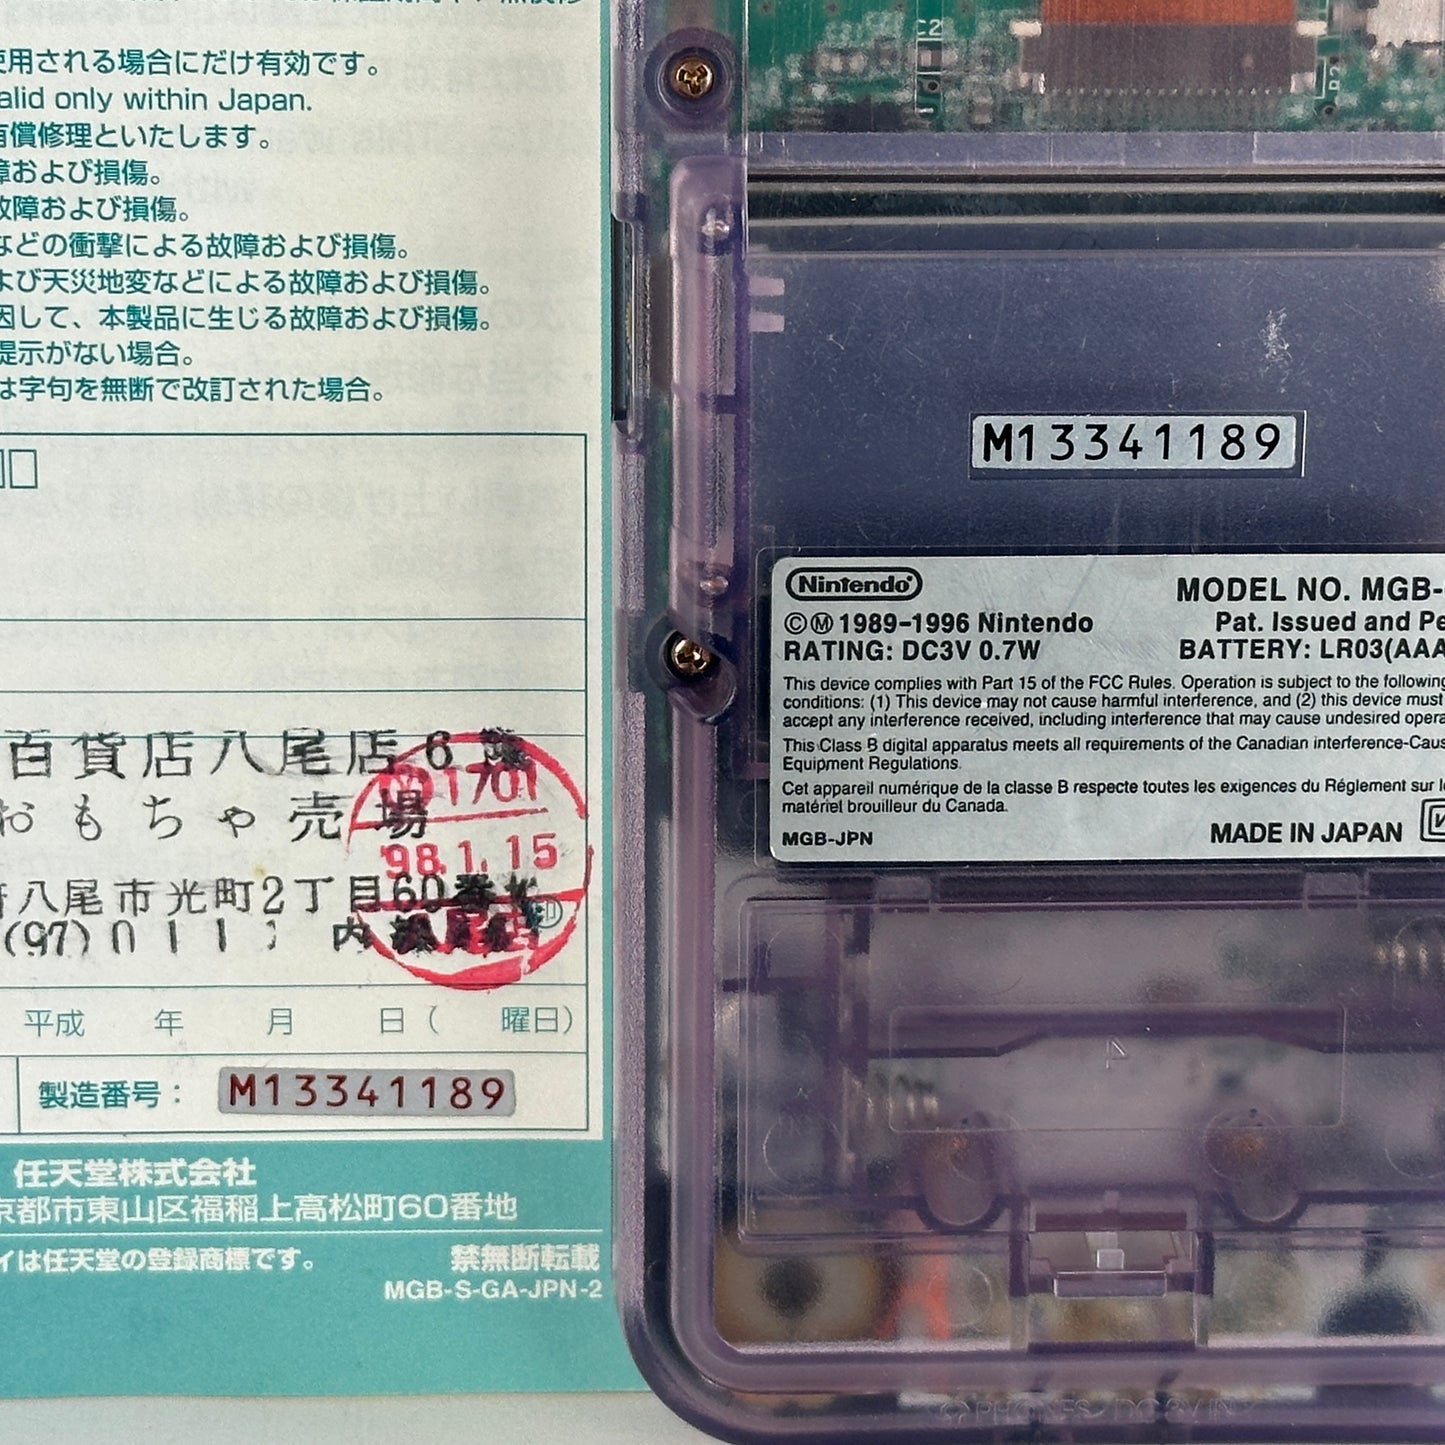 使用される場合にだけ有効です。
alid only within Japan.
有償修理といたします。
障および損傷。
故障および損傷。
などの衝撃による故障および損傷。
よび天災地変などによる故障および損傷。
因して、本製品に生じる故障および損傷。
提示がない場合。
は字句を無断で改訂された場合。
百貨店八尾店6
おもちゃ売場
1701
98.1.15
八尾市光町2丁目60番
(97)011
内
平成 年 月 日( 曜日)
製造番号: M13341189
任天堂株式会社
京都市東山区福稲上高松町60番地
イは任天堂の登録商標です。 禁無断転載
MGB-S-GA-JPN-2
C2
R2
M13341189
Nintendo MODEL NO. MGB-
©Ⓜ 1989-1996 Nintendo Pat. Issued and Pe
RATING: DC3V 0.7W BATTERY: LR03(AAA
This device complies with Part 15 of the FCC Rules. Operation is subject to the following
conditions: (1) This device may not cause harmful interference, and (2) this device must
accept any interference received, including interference that may cause undesired opera
This Class B digital apparatus meets all requirements of the Canadian interference-Caus
Equipment Regulations.
Cet appareil numérique de la classe B respecte toutes les exigences du Réglement sur le
matériel brouilleur du Canada.
MGB-JPN MADE IN JAPAN
PHONES DC 3V IN